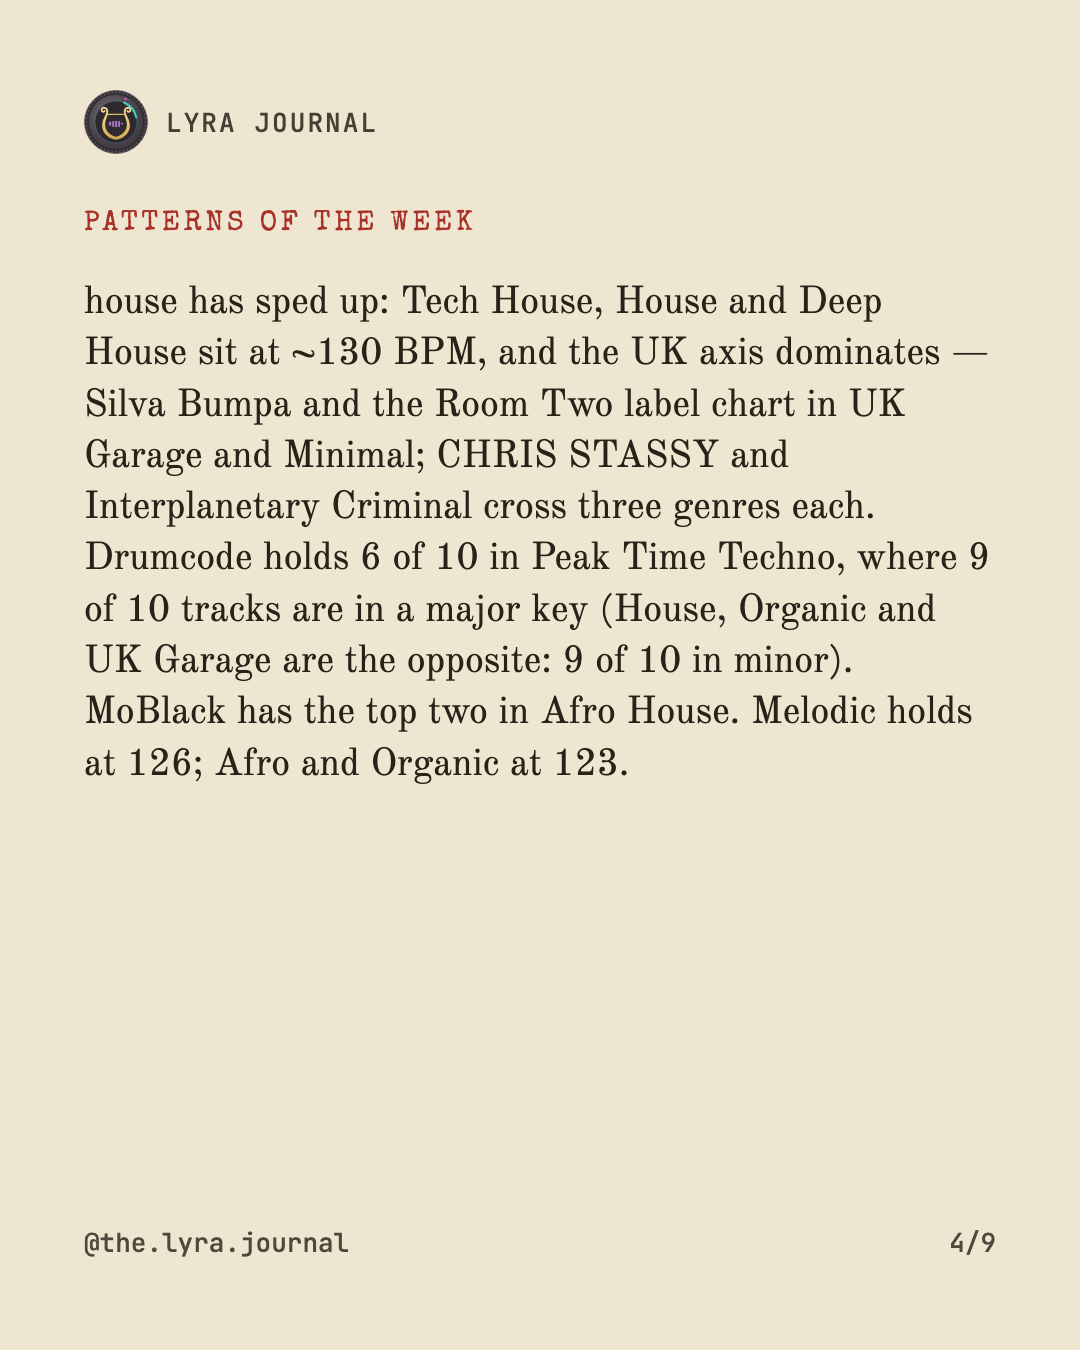 LYRA JOURNAL
PATTERNS OF THE WEEK
house has sped up: Tech House, House and Deep
House sit at ~130 BPM, and the UK axis dominates —
Silva Bumpa and the Room Two label chart in UK
Garage and Minimal; CHRIS STASSY and
Interplanetary Criminal cross three genres each.
Drumcode holds 6 of 10 in Peak Time Techno, where 9
of 10 tracks are in a major key (House, Organic and
UK Garage are the opposite: 9 of 10 in minor).
MoBlack has the top two in Afro House. Melodic holds
at 126; Afro and Organic at 123.
@the.lyra.journal
4/9